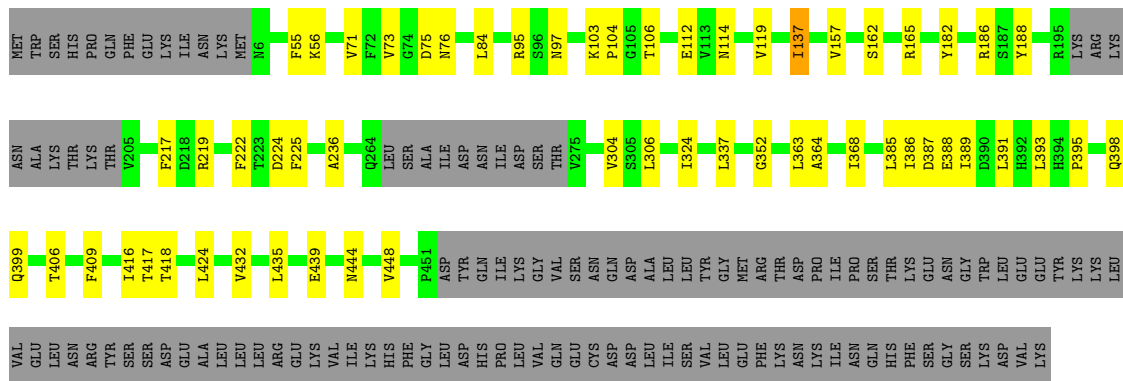 MET TRP SER HIS PRO GLN PHE GLU LYS ILE ASN LYS MET N6 F55 K56 V71 F72 V73 G74 D75 N76 L84 R95 S96 N97 K103 P104 G105 T106 E112 V113 N114 V119 I137 V157 S162 R165 Y182 R186 S187 Y188 R195 LYS ARG LYS
ASN ALA LYS THR LYS THR V205 F217 D218 R219 F222 T223 D224 F225 A236 Q264 LEU SER ALA ILE ASP ASN ILE ASP SER THR V275 V304 S305 L306 I324 L337 G352 L363 A364 I368 L385 I386 D387 E388 I389 D390 L391 H392 L393 H394 P395 Q398
Q399 T406 F409 I416 T417 T418 L424 V432 L435 E439 N444 V448 P451 ASP TYR GLN ILE LYS GLY VAL SER ASN GLN ASP ALA LEU LEU TYR GLY MET ARG THR ASP PRO ILE PRO SER THR LYS GLU ASN GLY TRP LEU GLU GLU TYR LYS LYS LEU
VAL GLU LEU ASN ARG TYR SER SER ASP GLU ALA LEU LEU LEU ARG GLU LYS VAL ILE LYS HIS PHE GLY LEU ASP HIS PRO LEU VAL GLN GLU CYS ASP ASP LEU ILE SER VAL LEU GLU PHE LYS ASN LYS ILE ASN GLN HIS PHE SER GLY SER LYS ASP VAL LYS